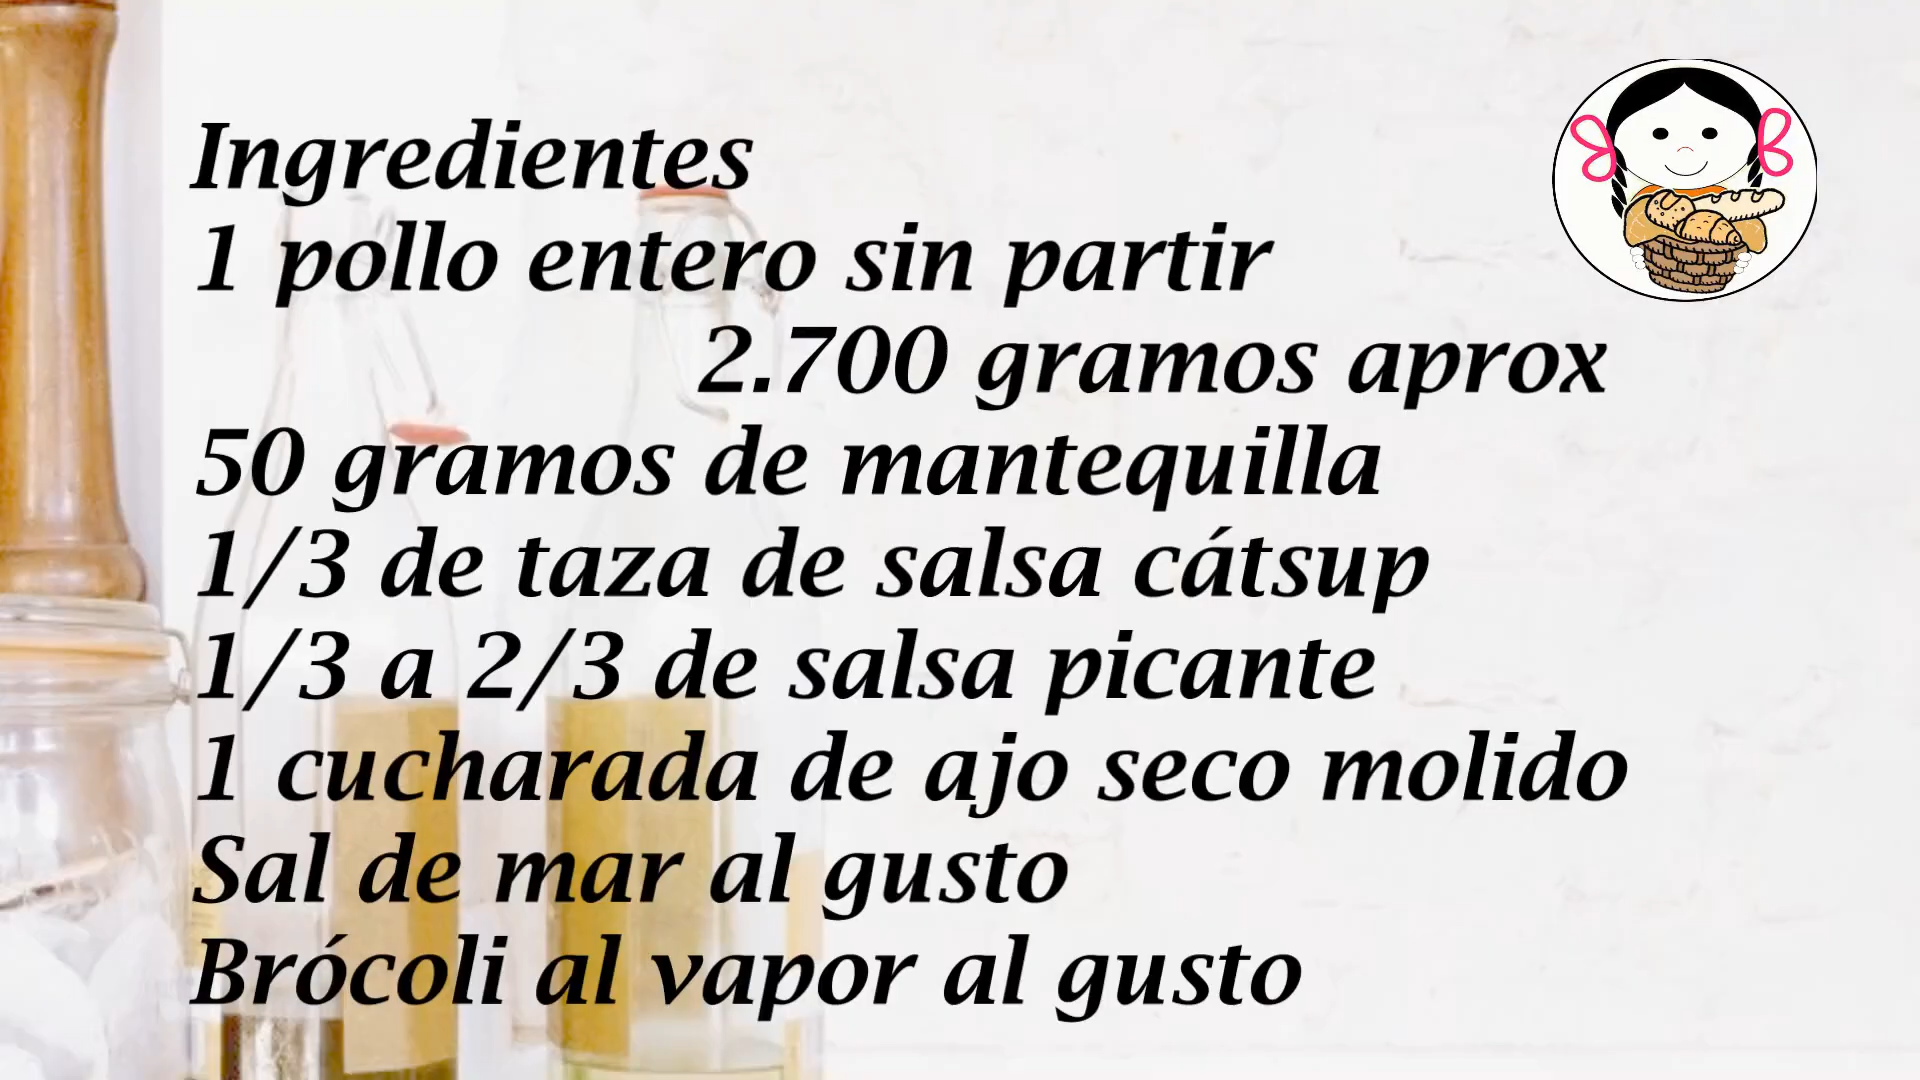 Ingredientes
1 pollo entero sin partir
2.700 gramos aprox
50 gramos de mantequilla
1/3 de taza de salsa cátsup
1/3 a 2/3 de salsa picante
1 cucharada de ajo seco molido
Sal de mar al gusto
Brócoli al vapor al gusto